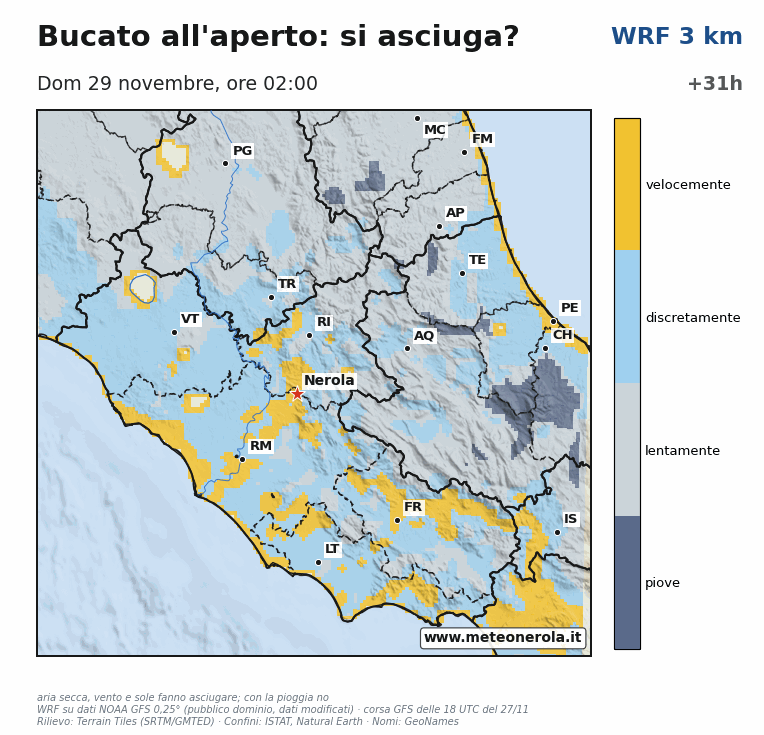 Bucato all'aperto: si asciuga?
WRF 3 km
Dom 29 novembre, ore 02:00
+31h
MC
FM
PG
AP
TE
TR
PE
VT
RI
CH
AQ
Nerola
RM
FR
IS
LT
www.meteonerola.it
velocemente
discretamente
lentamente
piove
aria secca, vento e sole fanno asciugare; con la pioggia no
WRF su dati NOAA GFS 0,25° (pubblico dominio, dati modificati) · corsa GFS delle 18 UTC del 27/11
Rilievo: Terrain Tiles (SRTM/GMTED) · Confini: ISTAT, Natural Earth · Nomi: GeoNames